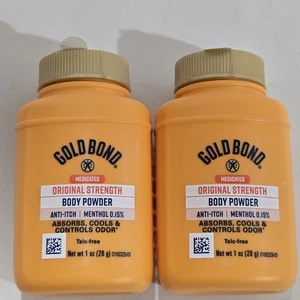 GOLD BOND
MEDICATED
ORIGINAL STRENGTH
BODY POWDER
ANTI-ITCH | MENTHOL 0.15%
ABSORBS, COOLS &
CONTROLS ODOR*
Talc-free
Net wt 1 oz (28 g)
GOLD BOND
MEDICATED
ORIGINAL STRENGTH
BODY POWDER
ANTI-ITCH | MENTHOL 0.15%
ABSORBS, COOLS &
CONTROLS ODOR*
Talc-free
Net wt 1 oz (28 g)